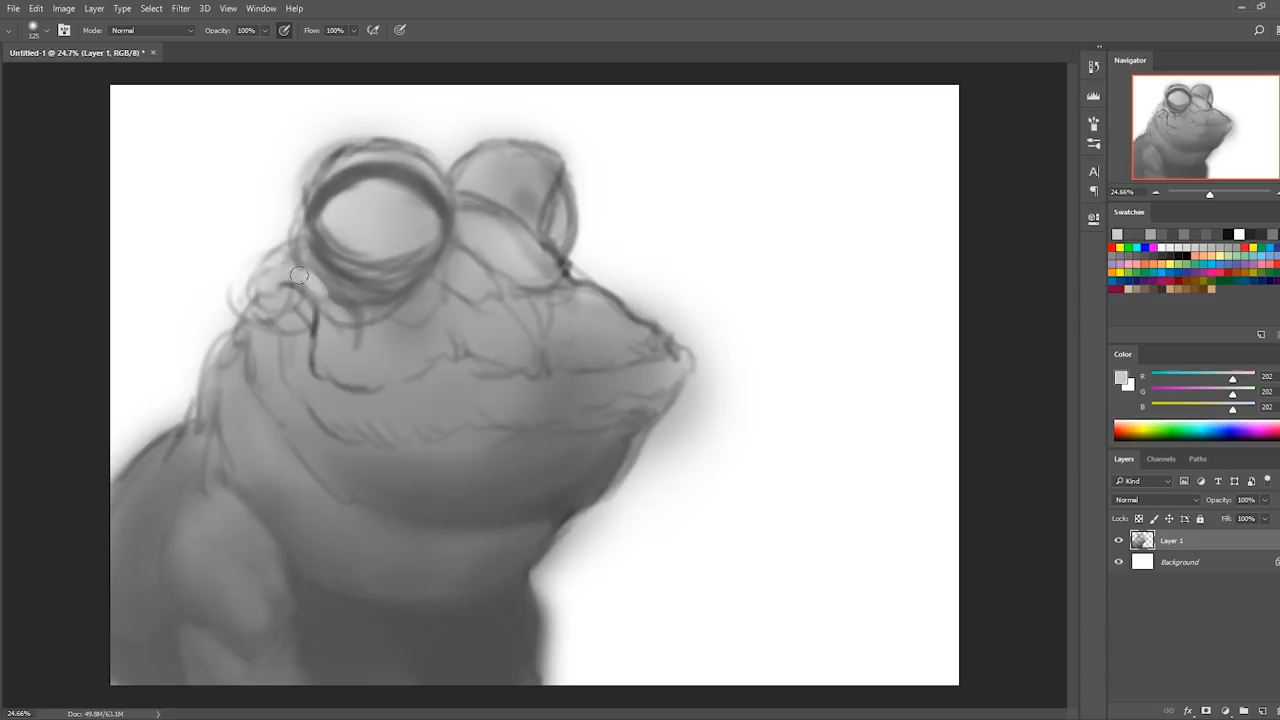 File Edit Image Layer Type Select Filter 3D View Window Help
125 Mode: Normal Opacity: 100% Flow: 100%
Untitled-1 @ 24.7% (Layer 1, RGB/8) * ×
Navigator
24.66%
Swatches
Color
R 202
G 202
B 202
Layers Channels Paths
Kind
Normal Opacity: 100%
Lock: Fill: 100%
Layer 1
Background
24.66% Doc: 49.8M/63.1M